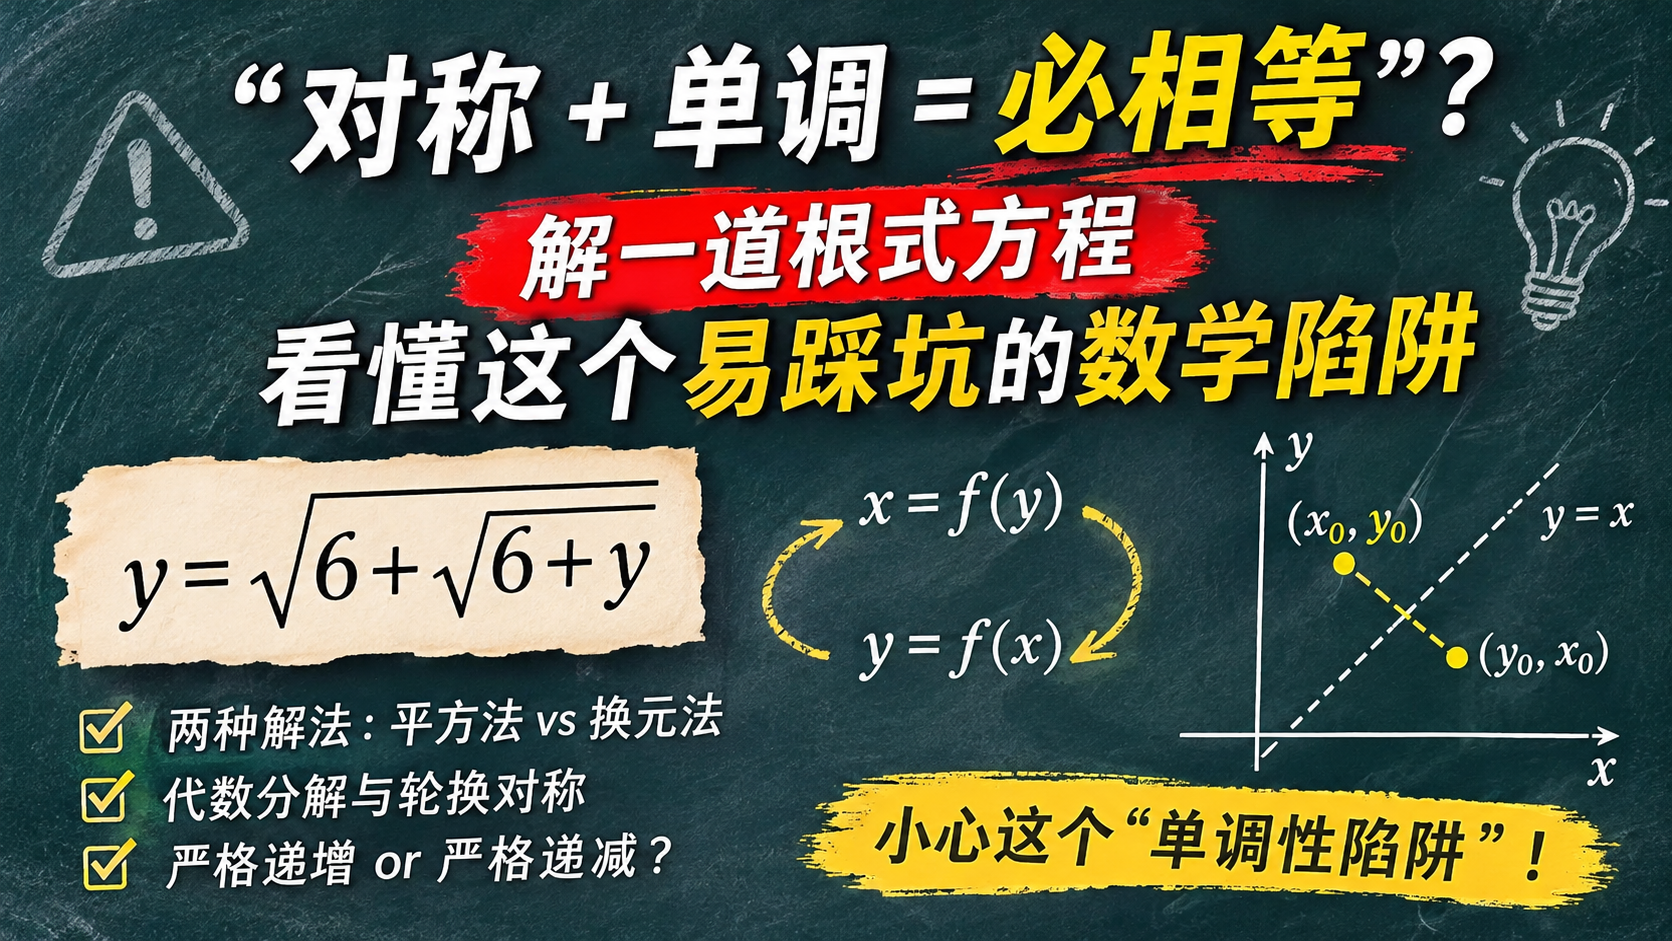 “对称+单调=必相等”？
解一道根式方程
看懂这个易踩坑的数学陷阱
y=√(6+√(6+y))
x=f(y)
y=f(x)
y
(x₀, y₀)
y=x
(y₀, x₀)
x
两种解法：平方法 vs 换元法
代数分解与轮换对称
严格递增 or 严格递减？
小心这个“单调性陷阱”！